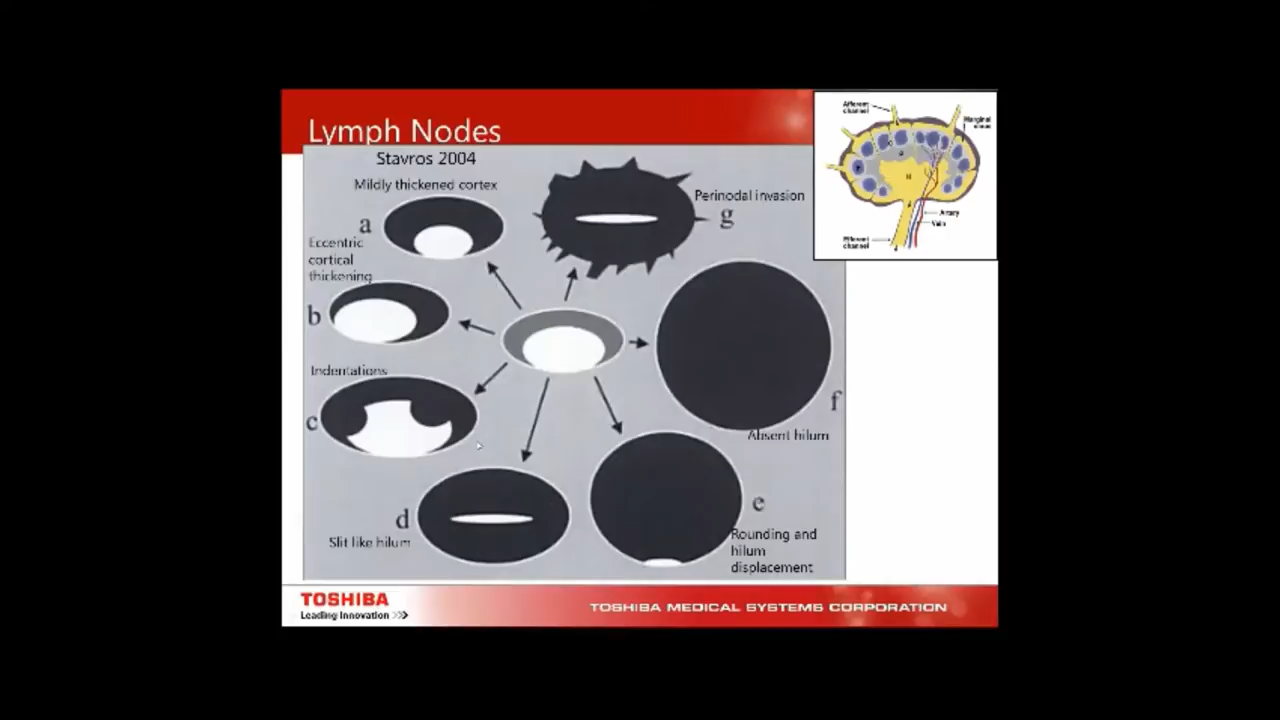 Lymph Nodes
Stavros 2004
Mildly thickened cortex
a
Eccentric
cortical
thickening
b
Indentations
c
d
Slit like hilum
Perinodal invasion
g
f
Absent hilum
e
Rounding and
hilum
displacement
Afferent
channel
Marginal
sinus
Artery
Vein
Efferent
channel
TOSHIBA
Leading Innovation >>>
TOSHIBA MEDICAL SYSTEMS CORPORATION